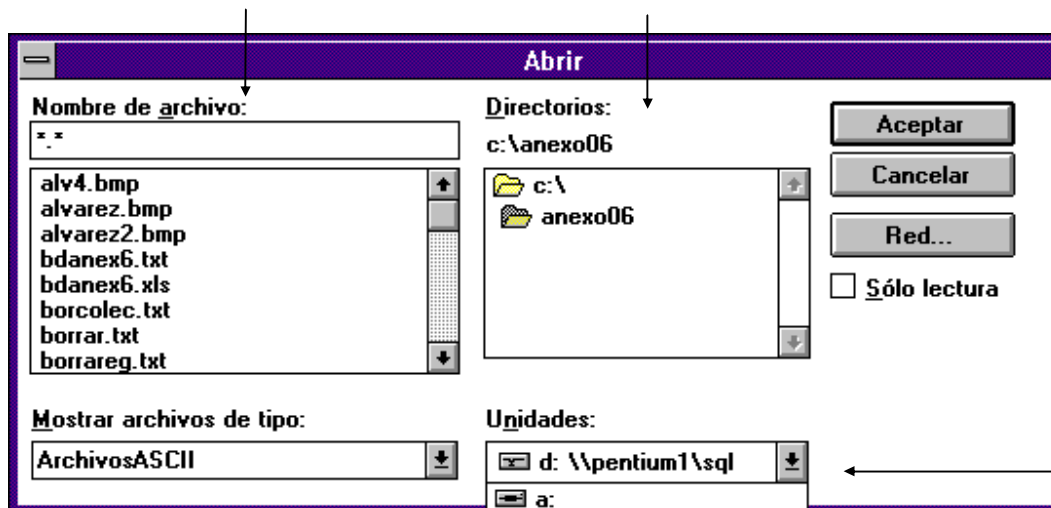 Abrir
Nombre de archivo:
*.*
alv4.bmp
alvarez.bmp
alvarez2.bmp
bdanex6.txt
bdanex6.xls
borcolec.txt
borrar.txt
borrareg.txt
Mostrar archivos de tipo:
ArchivosASCII
Directorios:
c:\anexo06
c:\
anexo06
Unidades:
d: \\pentium1\sql
a:
Aceptar
Cancelar
Red...
Sólo lectura